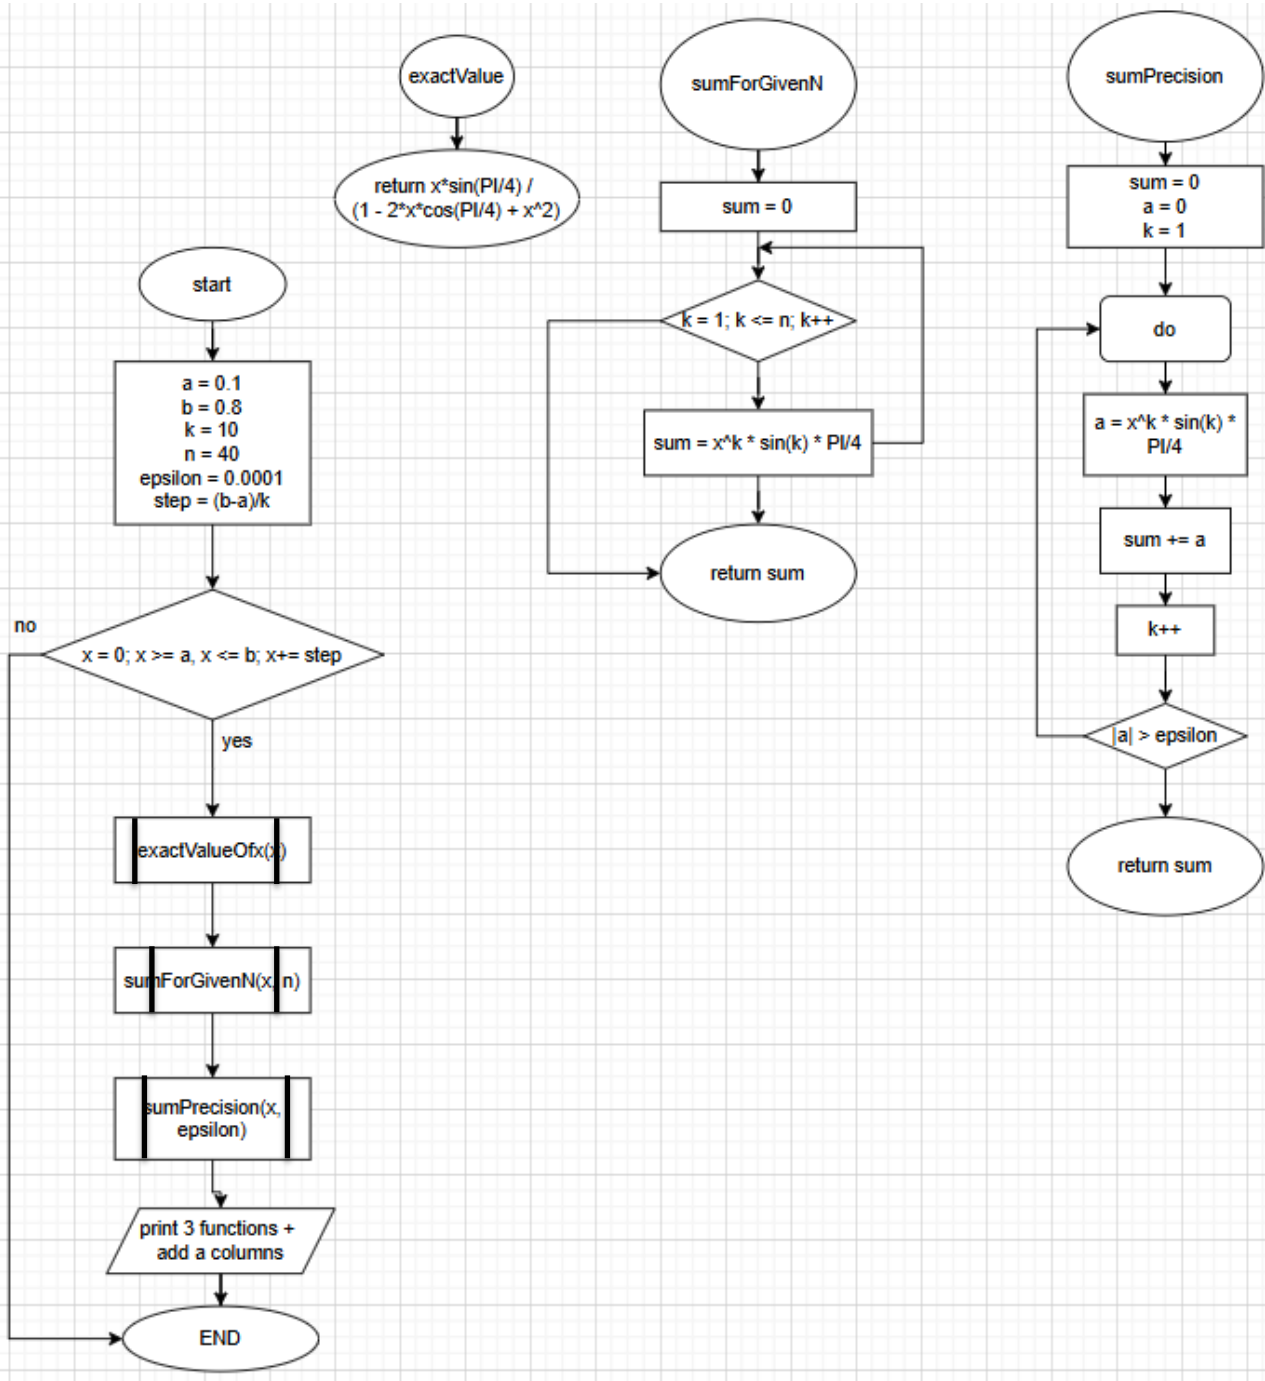 exactValue
return x*sin(PI/4) /
(1 - 2*x*cos(PI/4) + x^2)
start
a = 0.1
b = 0.8
k = 10
n = 40
epsilon = 0.0001
step = (b-a)/k
no
x = 0; x >= a, x <= b; x+= step
yes
exactValueOfx(x)
sumForGivenN(x, n)
sumPrecision(x,
epsilon)
print 3 functions +
add a columns
END
sumForGivenN
sum = 0
k = 1; k <= n; k++
sum = x^k * sin(k) * PI/4
return sum
sumPrecision
sum = 0
a = 0
k = 1
do
a = x^k * sin(k) *
PI/4
sum += a
k++
|a| > epsilon
return sum